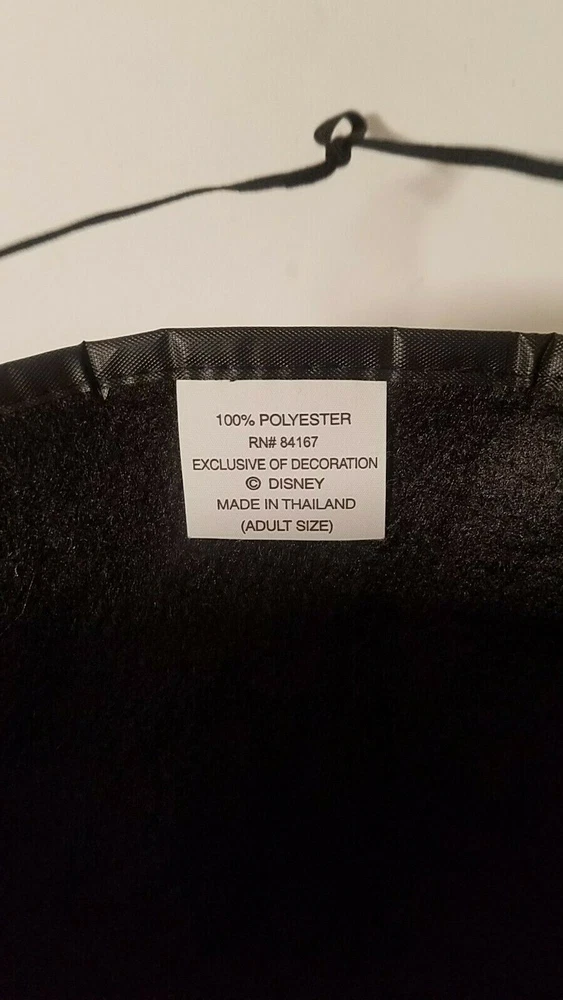 100% POLYESTER
RN# 84167
EXCLUSIVE OF DECORATION
© DISNEY
MADE IN THAILAND
(ADULT SIZE)